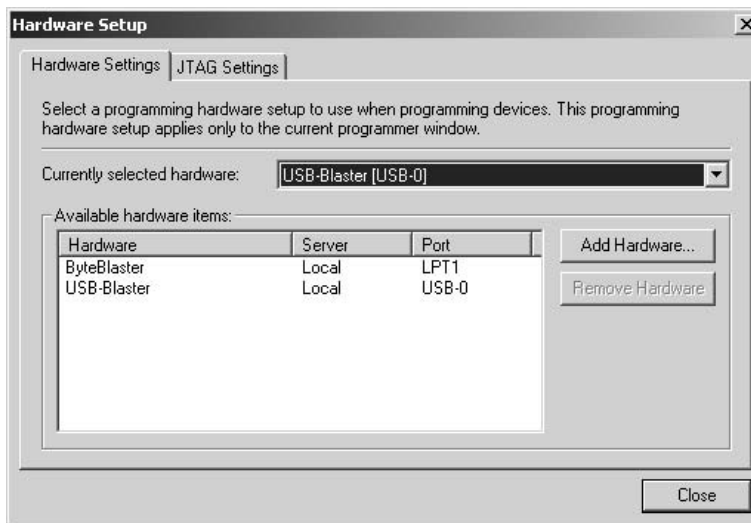 Hardware Setup
Hardware Settings JTAG Settings
Select a programming hardware setup to use when programming devices. This programming
hardware setup applies only to the current programmer window.
Currently selected hardware: USB-Blaster [USB-0]
Available hardware items:
Hardware Server Port
ByteBlaster Local LPT1
USB-Blaster Local USB-0
Add Hardware...
Remove Hardware
Close